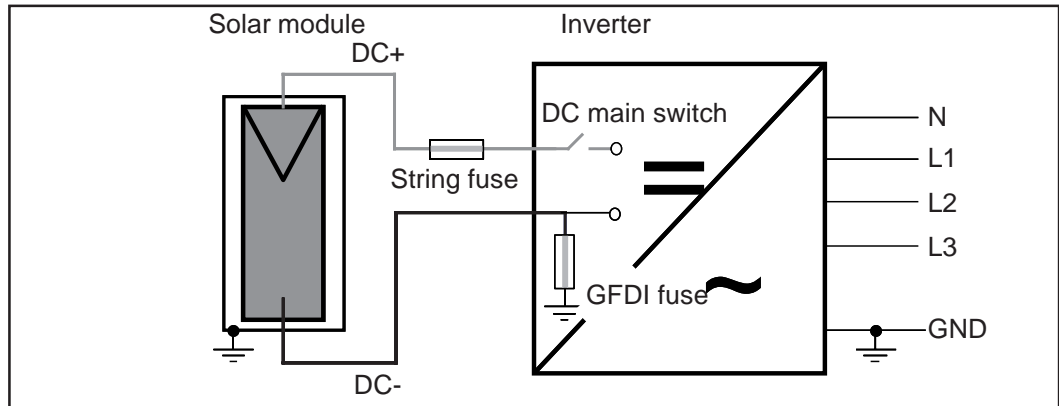 Solar module
Inverter
DC+
DC main switch
N
L1
String fuse
L2
L3
GFDI fuse
GND
DC-